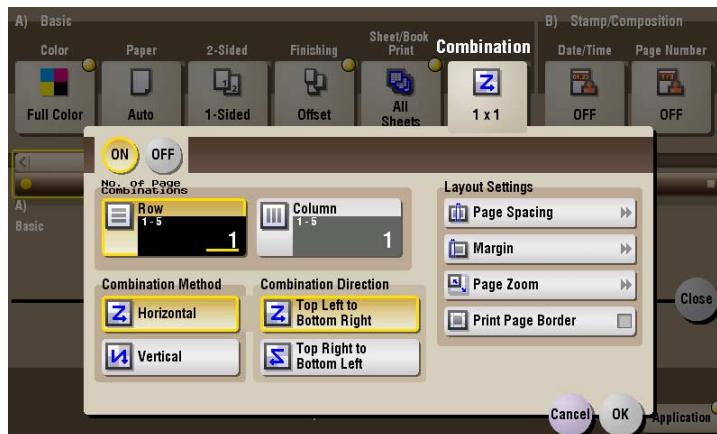 A) Basic
B) Stamp/Composition
Color
Paper
2-Sided
Finishing
Sheet/Book
Print
Combination
Date/Time
Page Number
Full Color
Auto
1-Sided
Offset
All
Sheets
1 x 1
OFF
OFF
ON
OFF
No. of Page
Combinations
Row
1 - 5
1
Column
1 - 5
1
Layout Settings
Page Spacing
Margin
Page Zoom
Print Page Border
A)
Basic
Combination Method
Horizontal
Vertical
Combination Direction
Top Left to
Bottom Right
Top Right to
Bottom Left
Close
Cancel
OK
Application